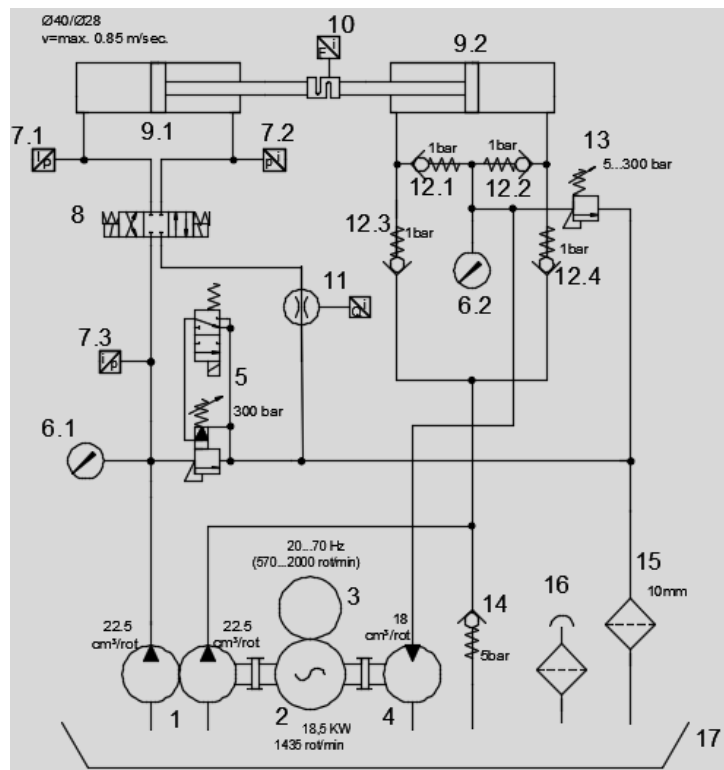 Ø40/Ø28
v=max. 0.85 m/sec.
10
F i
9.2
9.1
7.1
i p
7.2
p i
1bar
1bar
13
5...300 bar
12.1
12.2
8
12.3
1bar
1bar
6.2
12.4
11
Q i
7.3
i p
5
300 bar
6.1
20...70 Hz
(570...2000 rot/min)
3
15
16
10mm
22.5
cm³/rot
22.5
cm³/rot
18
cm³/rot
14
5bar
1
2
4
18,5 KW
1435 rot/min
17